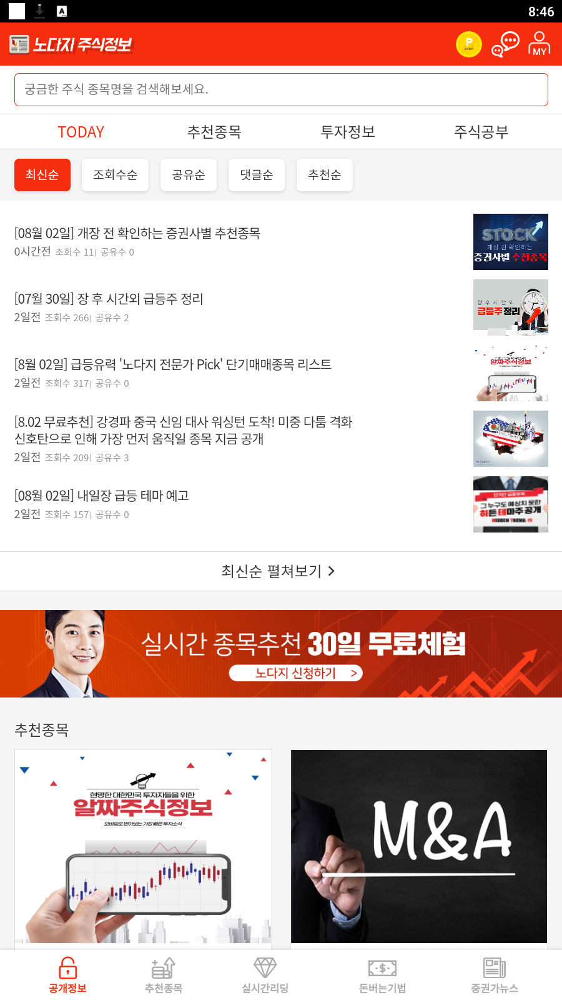 8:46
노다지 주식정보
P
point
MY
궁금한 주식 종목명을 검색해보세요.
TODAY 추천종목 투자정보 주식공부
최신순 조회수순 공유순 댓글순 추천순
[08월 02일] 개장 전 확인하는 증권사별 추천종목
0시간전 조회수 11| 공유수 0
STOCK
개장 전 확인하는
증권사별 추천종목
[07월 30일] 장 후 시간외 급등주 정리
2일전 조회수 266| 공유수 2
장 후 시 간 외
급등주 정리
[8월 02일] 급등유력 '노다지 전문가 Pick' 단기매매종목 리스트
2일전 조회수 317| 공유수 0
알짜주식정보
[8.02 무료추천] 강경파 중국 신임 대사 워싱턴 도착! 미중 다툼 격화
신호탄으로 인해 가장 먼저 움직일 종목 지금 공개
2일전 조회수 209| 공유수 3
[08월 02일] 내일장 급등 테마 예고
2일전 조회수 157| 공유수 0
단기간 급등유력
그 누구도 예상치 못한
히든 테마주 공개
HIDDEN THEMA
최신순 펼쳐보기 >
실시간 종목추천 30일 무료체험
노다지 신청하기 >
추천종목
현명한 대한민국 투자자들을 위한
알짜주식정보
모바일로 받아보는 가장 빠른 투자소식
M&A
공개정보 추천종목 실시간리딩 돈버는기법 증권가뉴스